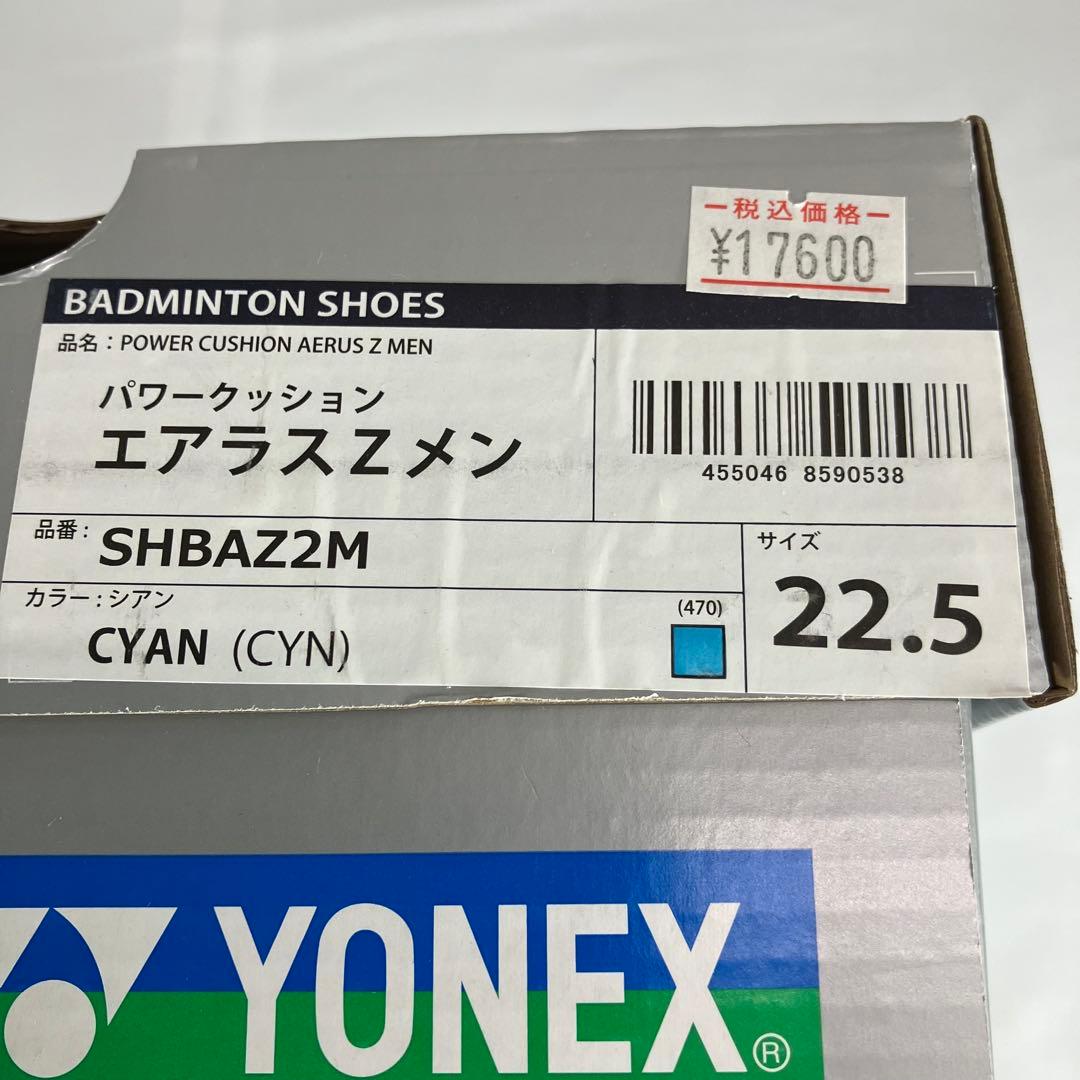 ー税込価格ー
¥17600
BADMINTON SHOES
品名：POWER CUSHION AERUS Z MEN
パワークッション
エアラスZメン
455046 8590538
品番：
SHBAZ2M
サイズ
22.5
カラー：シアン
CYAN (CYN)
(470)
YONEX®